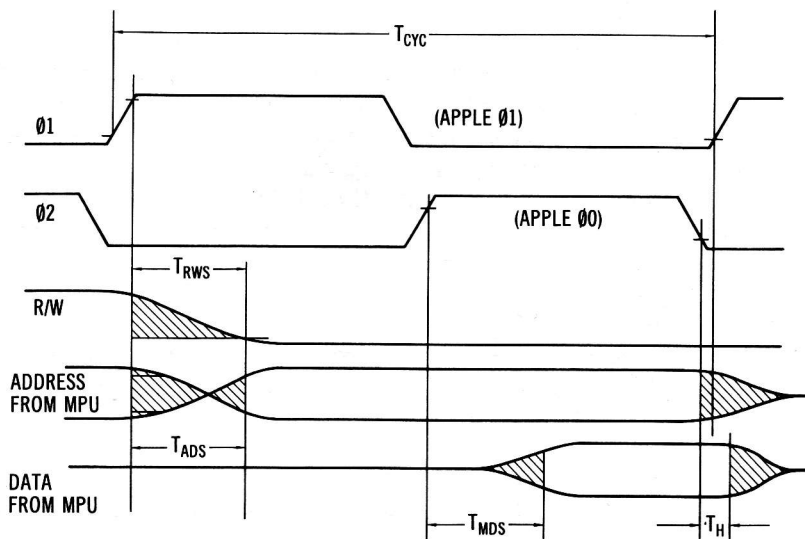 T_CYC
Ø1
(APPLE Ø1)
Ø2
(APPLE Ø0)
T_RWS
R/W
ADDRESS
FROM MPU
T_ADS
DATA
FROM MPU
T_MDS
T_H